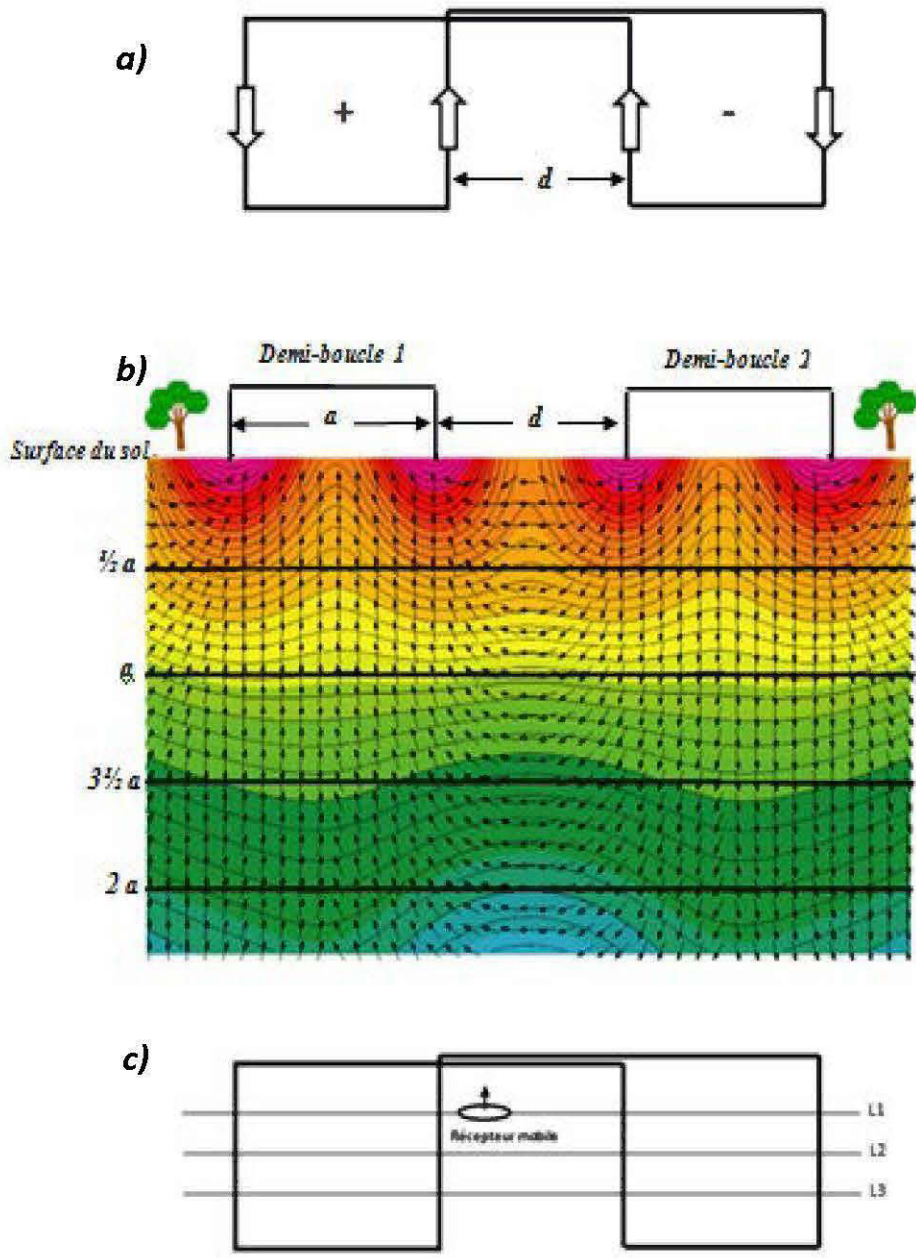 a)
+ -
d
b)
Demi-boucle 1 Demi-boucle 2
a d
Surface du sol
½ a
a
3½ a
2 a
c)
L1
Récepteur mobile
L2
L3